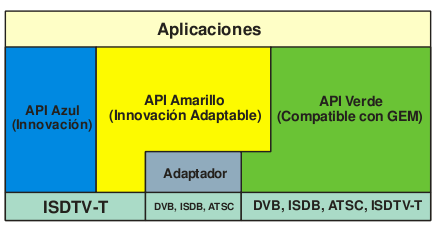 Aplicaciones
API Azul
(Innovación)
API Amarillo
(Innovación Adaptable)
API Verde
(Compatible con GEM)
Adaptador
ISDTV-T
DVB, ISDB, ATSC
DVB, ISDB, ATSC, ISDTV-T